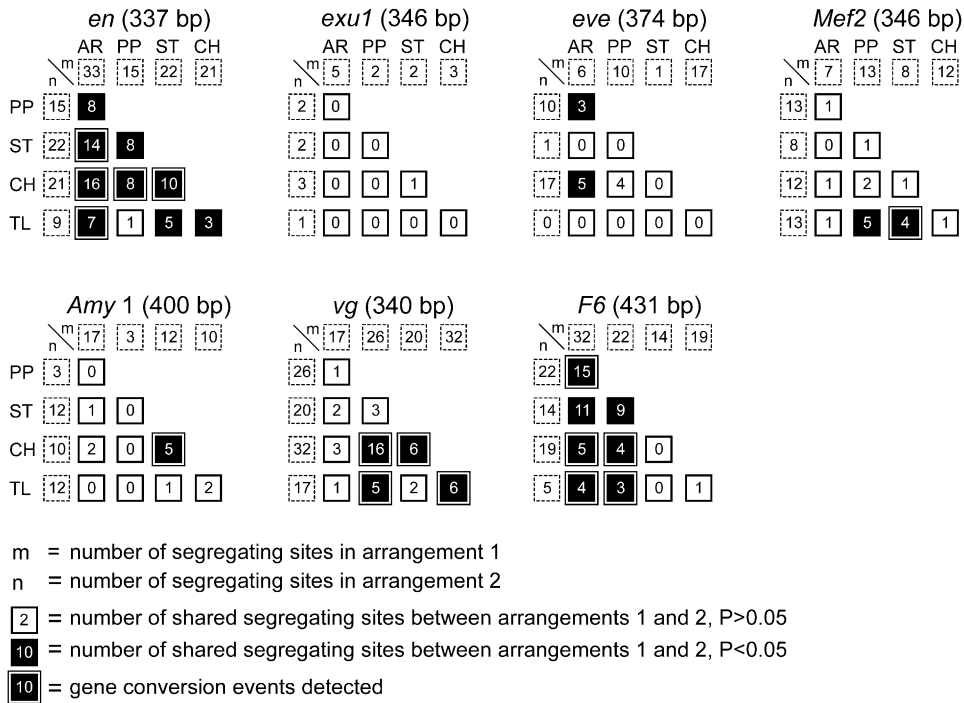 en (337 bp) exu1 (346 bp) eve (374 bp) Mef2 (346 bp)
AR PP ST CH AR PP ST CH AR PP ST CH AR PP ST CH
n m 33 15 22 21 n m 5 2 2 3 n m 6 10 1 17 n m 7 13 8 12
PP 15 8 2 0 10 3 13 1
ST 22 14 8 2 0 0 1 0 0 8 0 1
CH 21 16 8 10 3 0 0 1 17 5 4 0 12 1 2 1
TL 9 7 1 5 3 1 0 0 0 0 0 0 0 0 0 13 1 5 4 1
Amy 1 (400 bp) vg (340 bp) F6 (431 bp)
n m 17 3 12 10 n m 17 26 20 32 n m 32 22 14 19
PP 3 0 26 1 22 15
ST 12 1 0 20 2 3 14 11 9
CH 10 2 0 5 32 3 16 6 19 5 4 0
TL 12 0 0 1 2 17 1 5 2 6 5 4 3 0 1
m = number of segregating sites in arrangement 1
n = number of segregating sites in arrangement 2
2 = number of shared segregating sites between arrangements 1 and 2, P>0.05
10 = number of shared segregating sites between arrangements 1 and 2, P<0.05
10 = gene conversion events detected